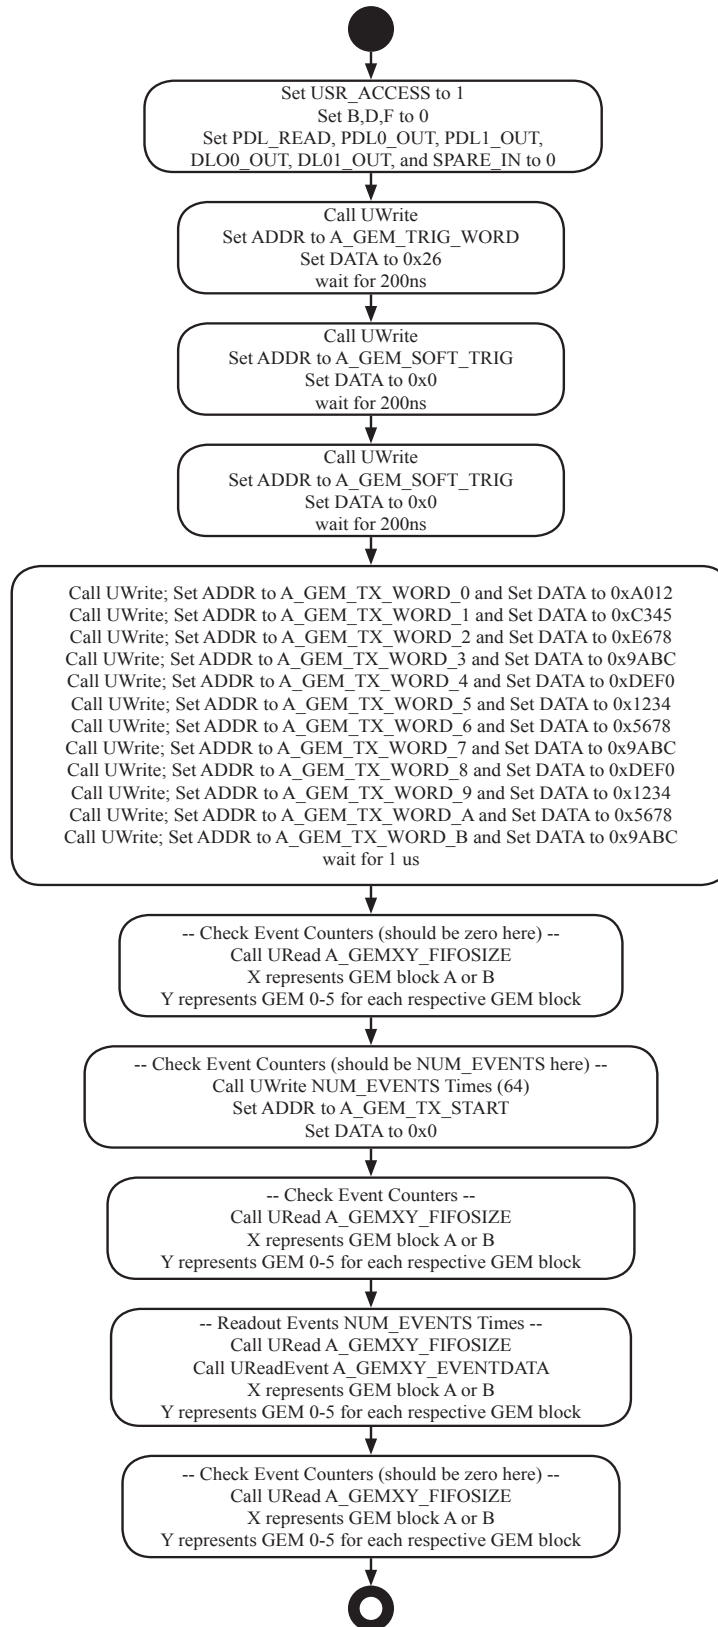 Set USR_ACCESS to 1
Set B,D,F to 0
Set PDL_READ, PDL0_OUT, PDL1_OUT,
DLO0_OUT, DL01_OUT, and SPARE_IN to 0
Call UWrite
Set ADDR to A_GEM_TRIG_WORD
Set DATA to 0x26
wait for 200ns
Call UWrite
Set ADDR to A_GEM_SOFT_TRIG
Set DATA to 0x0
wait for 200ns
Call UWrite
Set ADDR to A_GEM_SOFT_TRIG
Set DATA to 0x0
wait for 200ns
Call UWrite; Set ADDR to A_GEM_TX_WORD_0 and Set DATA to 0xA012
Call UWrite; Set ADDR to A_GEM_TX_WORD_1 and Set DATA to 0xC345
Call UWrite; Set ADDR to A_GEM_TX_WORD_2 and Set DATA to 0xE678
Call UWrite; Set ADDR to A_GEM_TX_WORD_3 and Set DATA to 0x9ABC
Call UWrite; Set ADDR to A_GEM_TX_WORD_4 and Set DATA to 0xDEF0
Call UWrite; Set ADDR to A_GEM_TX_WORD_5 and Set DATA to 0x1234
Call UWrite; Set ADDR to A_GEM_TX_WORD_6 and Set DATA to 0x5678
Call UWrite; Set ADDR to A_GEM_TX_WORD_7 and Set DATA to 0x9ABC
Call UWrite; Set ADDR to A_GEM_TX_WORD_8 and Set DATA to 0xDEF0
Call UWrite; Set ADDR to A_GEM_TX_WORD_9 and Set DATA to 0x1234
Call UWrite; Set ADDR to A_GEM_TX_WORD_A and Set DATA to 0x5678
Call UWrite; Set ADDR to A_GEM_TX_WORD_B and Set DATA to 0x9ABC
wait for 1 us
-- Check Event Counters (should be zero here) --
Call URead A_GEMXY_FIFOSIZE
X represents GEM block A or B
Y represents GEM 0-5 for each respective GEM block
-- Check Event Counters (should be NUM_EVENTS here) --
Call UWrite NUM_EVENTS Times (64)
Set ADDR to A_GEM_TX_START
Set DATA to 0x0
-- Check Event Counters --
Call URead A_GEMXY_FIFOSIZE
X represents GEM block A or B
Y represents GEM 0-5 for each respective GEM block
-- Readout Events NUM_EVENTS Times --
Call URead A_GEMXY_FIFOSIZE
Call UReadEvent A_GEMXY_EVENTDATA
X represents GEM block A or B
Y represents GEM 0-5 for each respective GEM block
-- Check Event Counters (should be zero here) --
Call URead A_GEMXY_FIFOSIZE
X represents GEM block A or B
Y represents GEM 0-5 for each respective GEM block